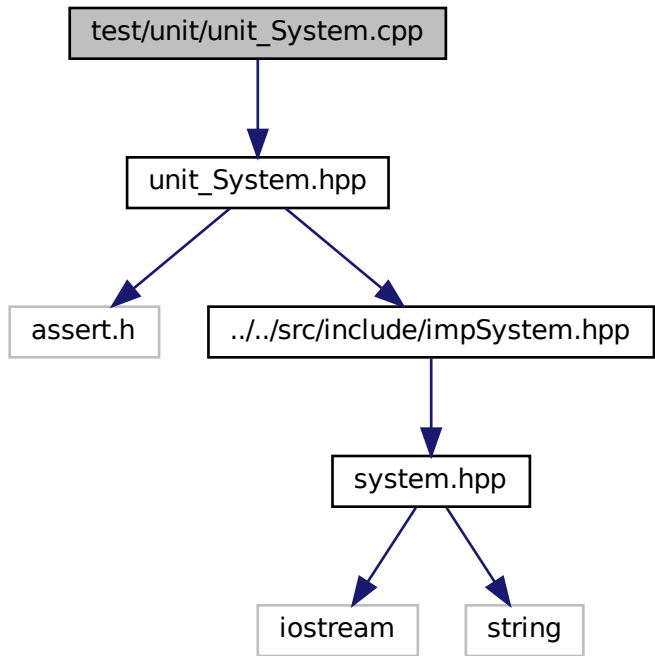 test/unit/unit_System.cpp
unit_System.hpp
assert.h
../../src/include/impSystem.hpp
system.hpp
iostream
string